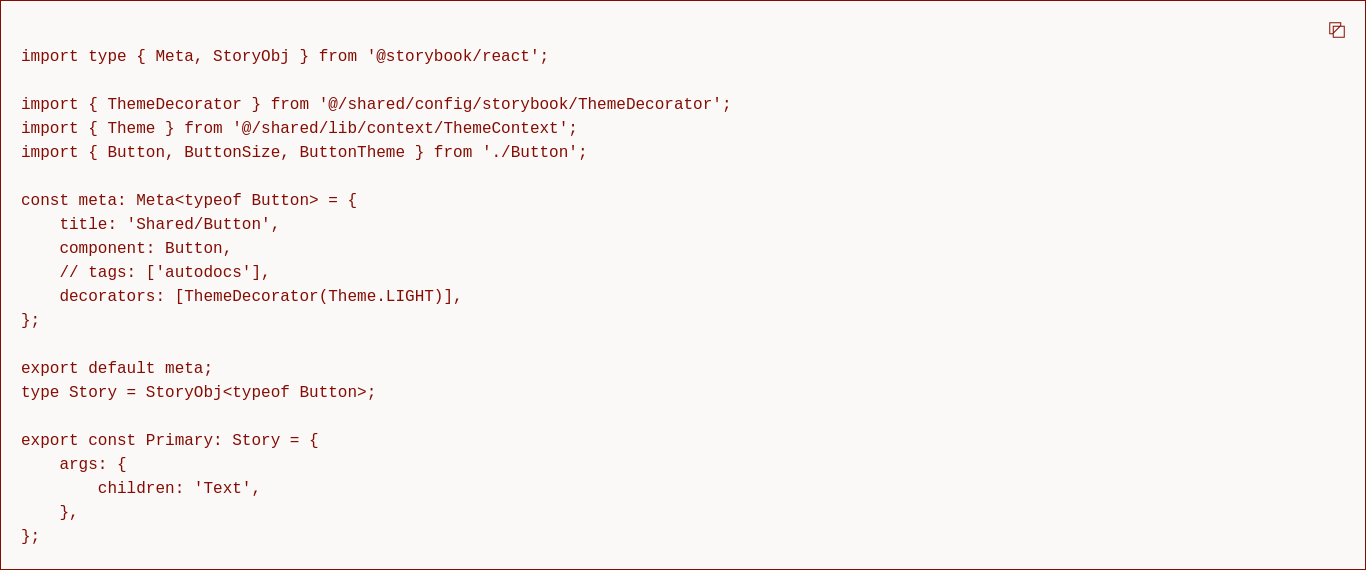 import type { Meta, StoryObj } from '@storybook/react';

import { ThemeDecorator } from '@/shared/config/storybook/ThemeDecorator';
import { Theme } from '@/shared/lib/context/ThemeContext';
import { Button, ButtonSize, ButtonTheme } from './Button';

const meta: Meta<typeof Button> = {
    title: 'Shared/Button',
    component: Button,
    // tags: ['autodocs'],
    decorators: [ThemeDecorator(Theme.LIGHT)],
};

export default meta;
type Story = StoryObj<typeof Button>;

export const Primary: Story = {
    args: {
        children: 'Text',
    },
};